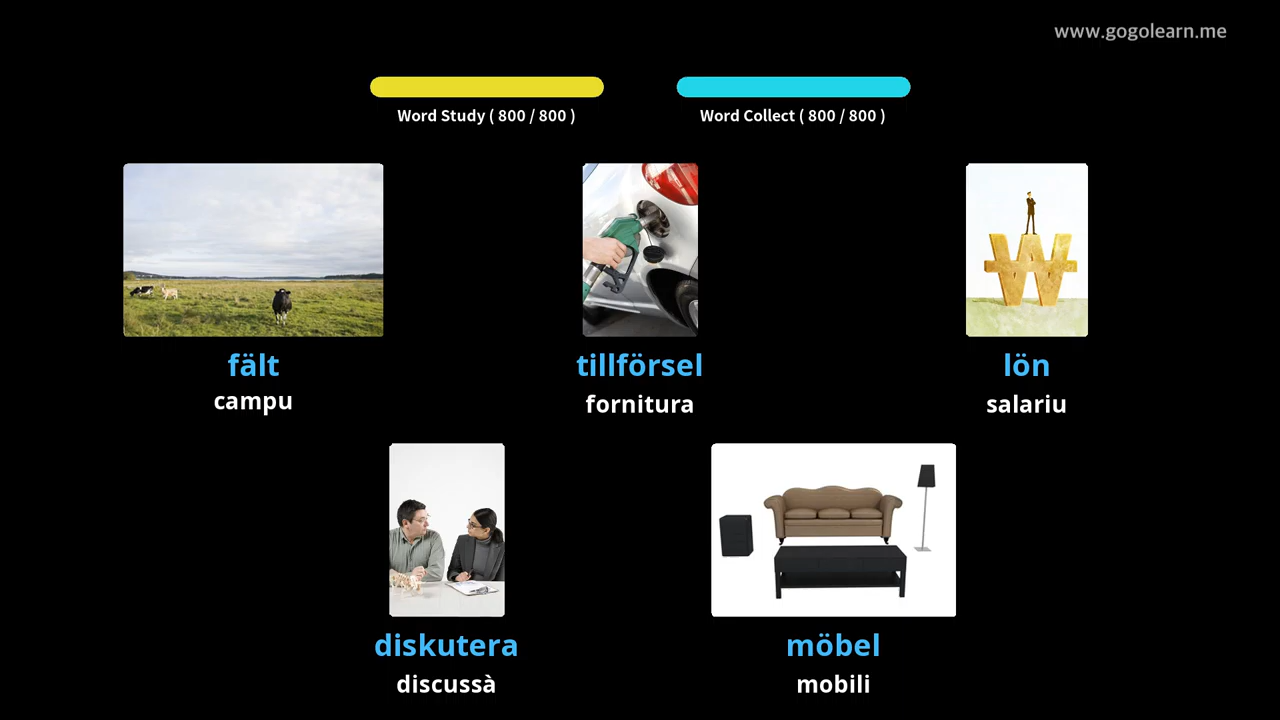 www.gogolearn.me
Word Study ( 800 / 800 )
Word Collect ( 800 / 800 )
fält
tillförsel
lön
campu
fornitura
salariu
diskutera
möbel
discussà
mobili